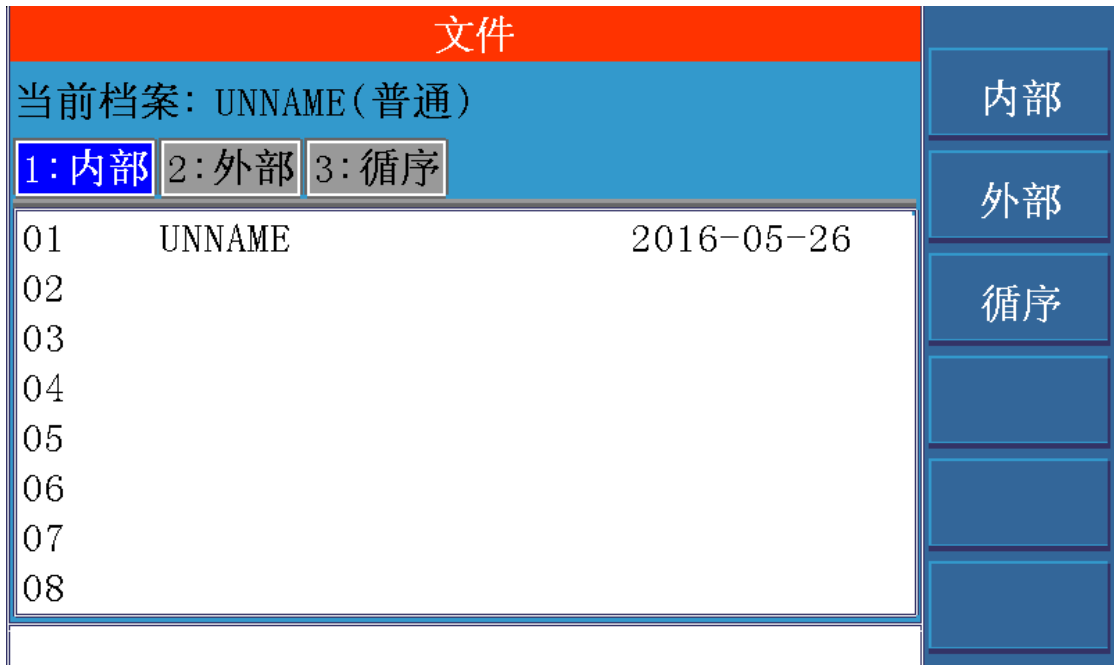 文件
当前档案: UNNAME(普通)
1:内部 2:外部 3:循序
01 UNNAME 2016-05-26
02
03
04
05
06
07
08
内部
外部
循序